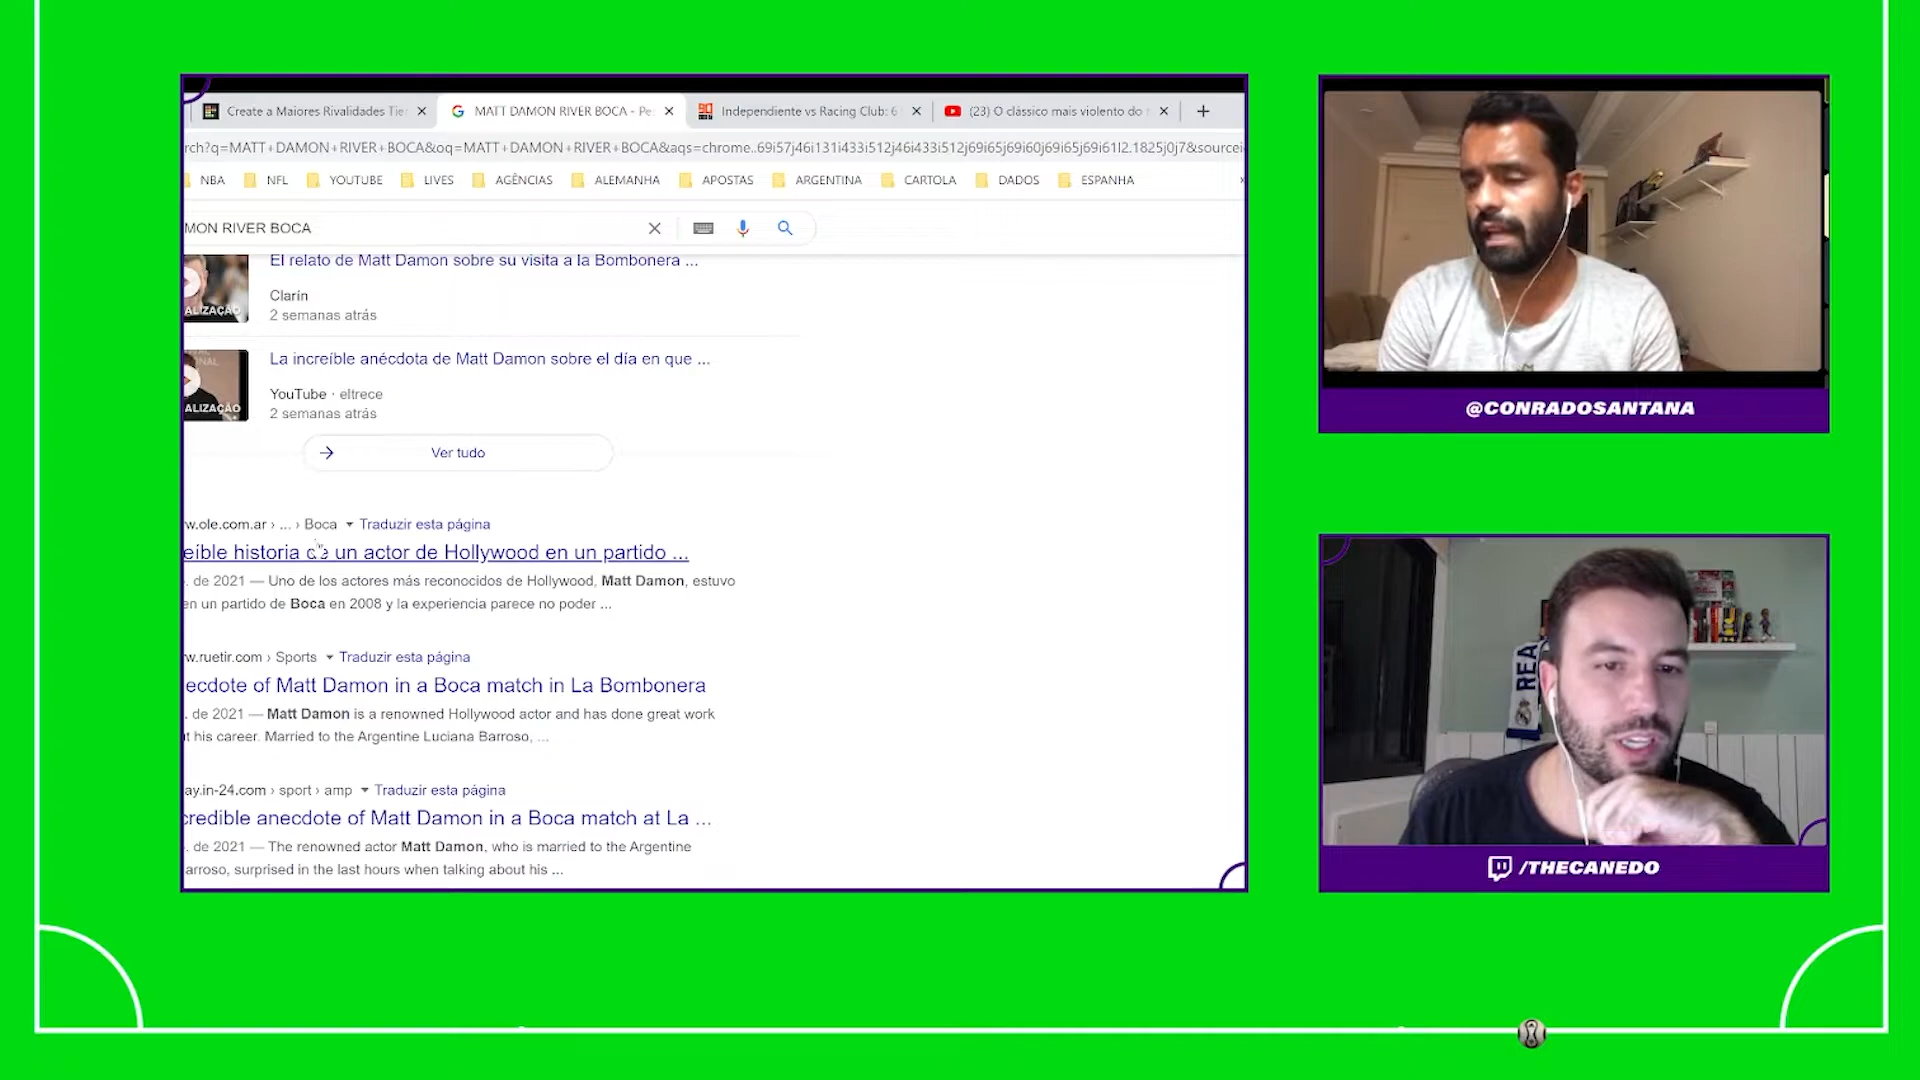 Create a Maiores Rivalidades Tie
MATT DAMON RIVER BOCA - Pe
Independiente vs Racing Club: 6
(23) O clássico mais violento do
rch?q=MATT+DAMON+RIVER+BOCA&oq=MATT+DAMON+RIVER+BOCA&aqs=chrome..69i57j46i131i433i512j46i433i512j69i65j69i60j69i65j69i61l2.1825j0j7&sourcei
NBA NFL YOUTUBE LIVES AGÊNCIAS ALEMANHA APOSTAS ARGENTINA CARTOLA DADOS ESPANHA
MON RIVER BOCA
El relato de Matt Damon sobre su visita a la Bombonera ...
Clarín
ALIZAÇÃO
2 semanas atrás
La increíble anécdota de Matt Damon sobre el día en que ...
YouTube · eltrece
ALIZAÇÃO
2 semanas atrás
Ver tudo
w.ole.com.ar › ... › Boca Traduzir esta página
eíble historia de un actor de Hollywood en un partido ...
. de 2021 — Uno de los actores más reconocidos de Hollywood, Matt Damon, estuvo
en un partido de Boca en 2008 y la experiencia parece no poder ...
w.ruetir.com › Sports Traduzir esta página
ecdote of Matt Damon in a Boca match in La Bombonera
. de 2021 — Matt Damon is a renowned Hollywood actor and has done great work
t his career. Married to the Argentine Luciana Barroso, ...
ay.in-24.com › sport › amp Traduzir esta página
credible anecdote of Matt Damon in a Boca match at La ...
. de 2021 — The renowned actor Matt Damon, who is married to the Argentine
arroso, surprised in the last hours when talking about his ...
@CONRADOSANTANA
REA
/THECANEDO